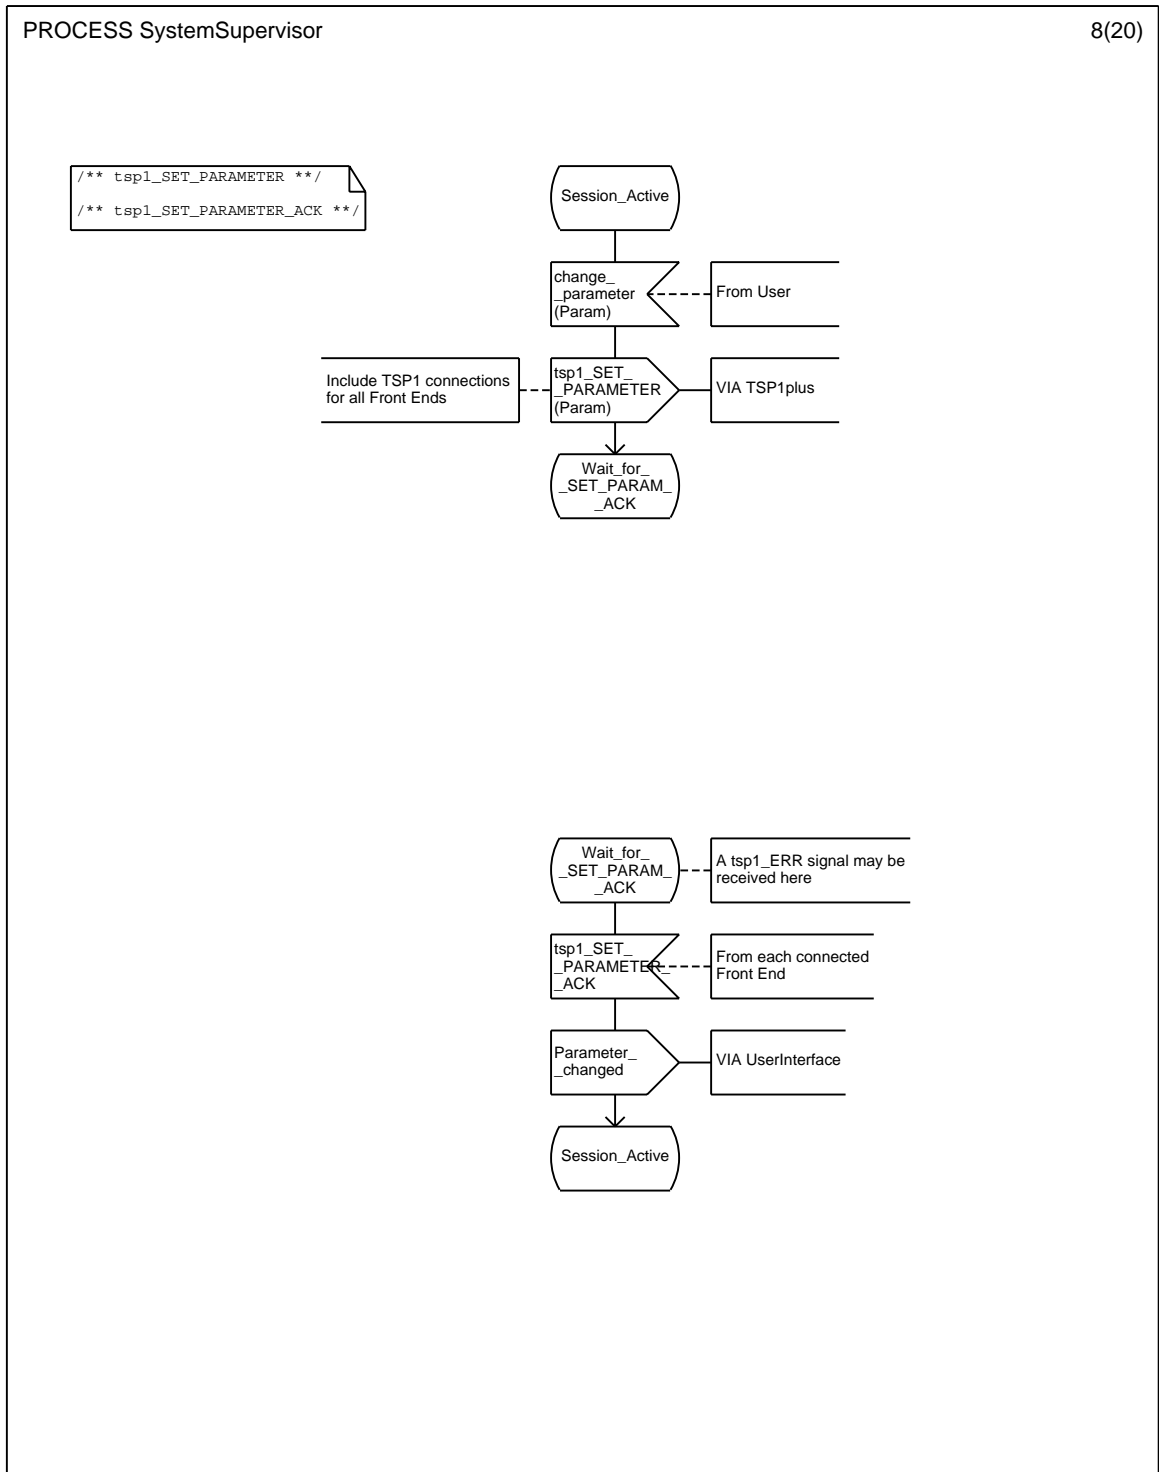 PROCESS SystemSupervisor
8(20)
/** tsp1_SET_PARAMETER **/
/** tsp1_SET_PARAMETER_ACK **/
Session_Active
change_
_parameter
(Param)
From User
Include TSP1 connections
for all Front Ends
tsp1_SET_
_PARAMETER
(Param)
VIA TSP1plus
Wait_for_
_SET_PARAM_
_ACK
Wait_for_
_SET_PARAM_
_ACK
A tsp1_ERR signal may be
received here
tsp1_SET_
_PARAMETER_
_ACK
From each connected
Front End
Parameter_
_changed
VIA UserInterface
Session_Active